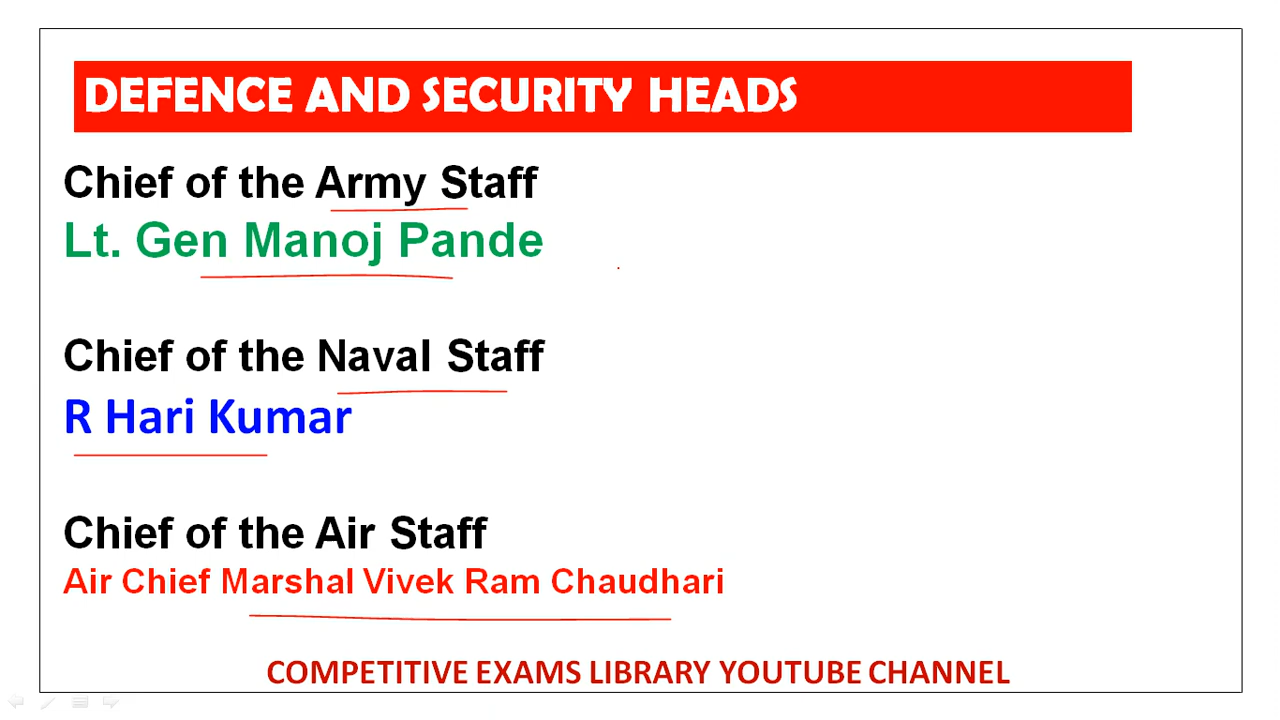 DEFENCE AND SECURITY HEADS
Chief of the Army Staff
Lt. Gen Manoj Pande
Chief of the Naval Staff
R Hari Kumar
Chief of the Air Staff
Air Chief Marshal Vivek Ram Chaudhari
COMPETITIVE EXAMS LIBRARY YOUTUBE CHANNEL